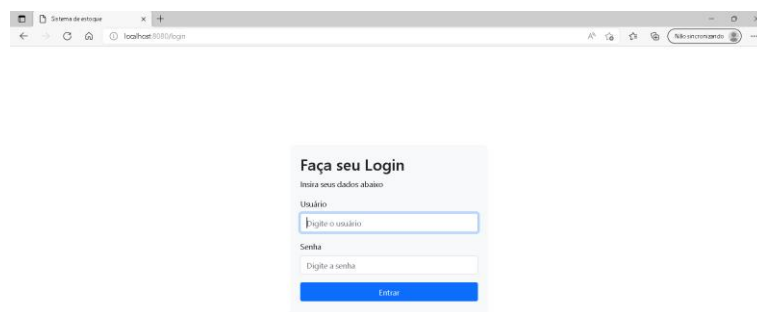 Sistema de estoque
localhost:8080/login
Não sincronizando
Faça seu Login
Insira seus dados abaixo
Usuário
Digite o usuário
Senha
Digite a senha
Entrar